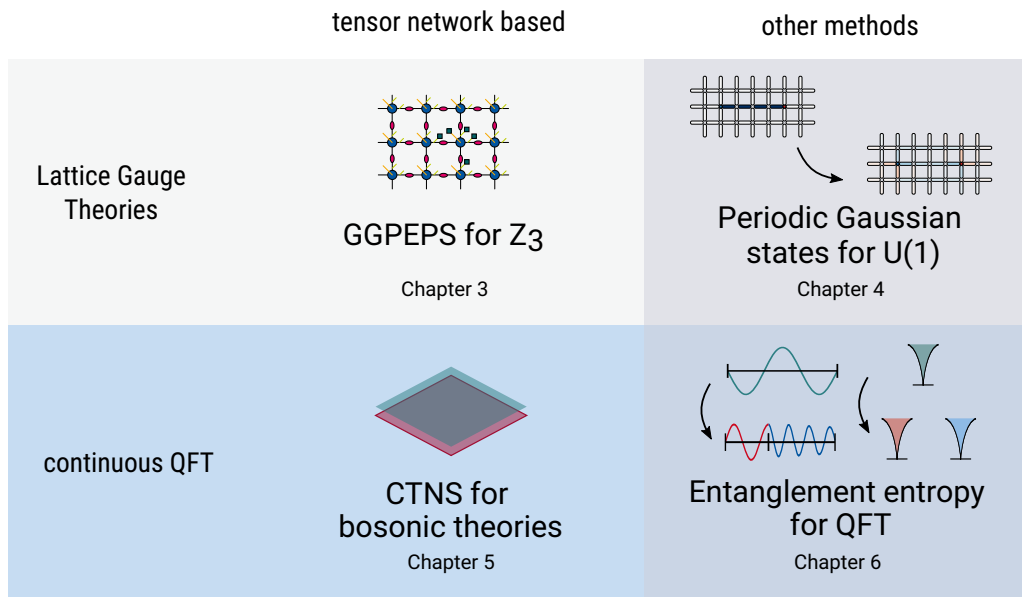 tensor network based
other methods
Lattice Gauge
Theories
GGPEPS for Z3
Chapter 3
Periodic Gaussian
states for U(1)
Chapter 4
continuous QFT
CTNS for
bosonic theories
Chapter 5
Entanglement entropy
for QFT
Chapter 6